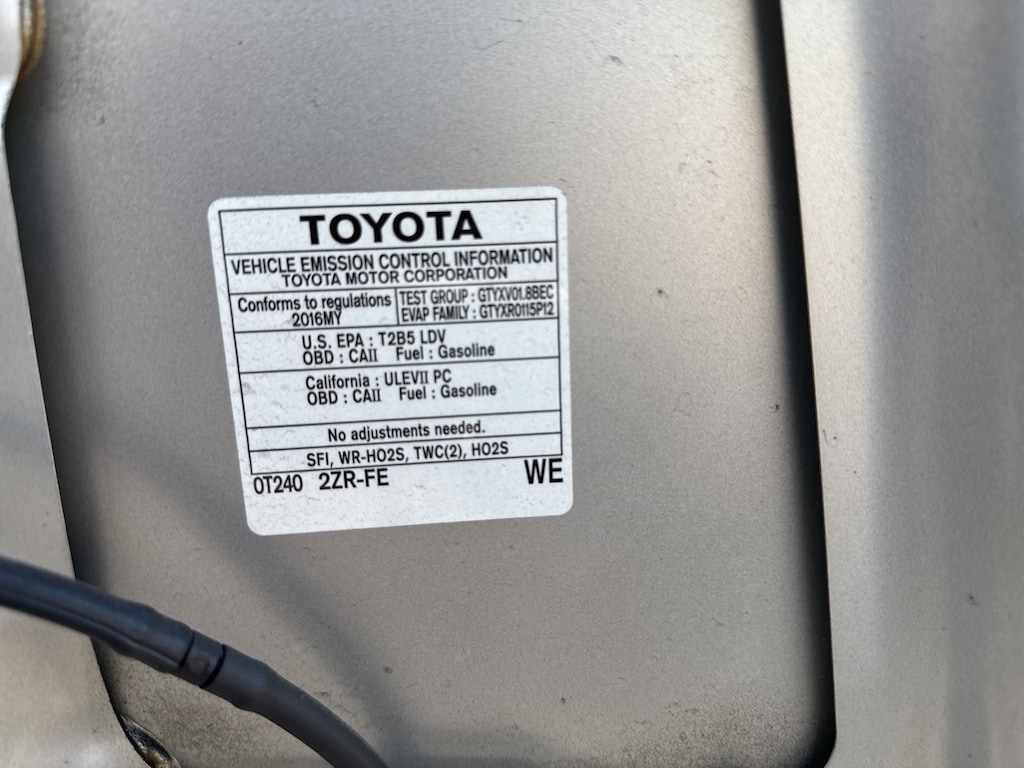 TOYOTA
VEHICLE EMISSION CONTROL INFORMATION
TOYOTA MOTOR CORPORATION
Conforms to regulations
2016MY
TEST GROUP : GTYXV01.8BEC
EVAP FAMILY : GTYXR0115P12
U.S. EPA : T2B5 LDV
OBD : CAII Fuel : Gasoline
California : ULEVII PC
OBD : CAII Fuel : Gasoline
No adjustments needed.
SFI, WR-HO2S, TWC(2), HO2S
0T240 2ZR-FE WE